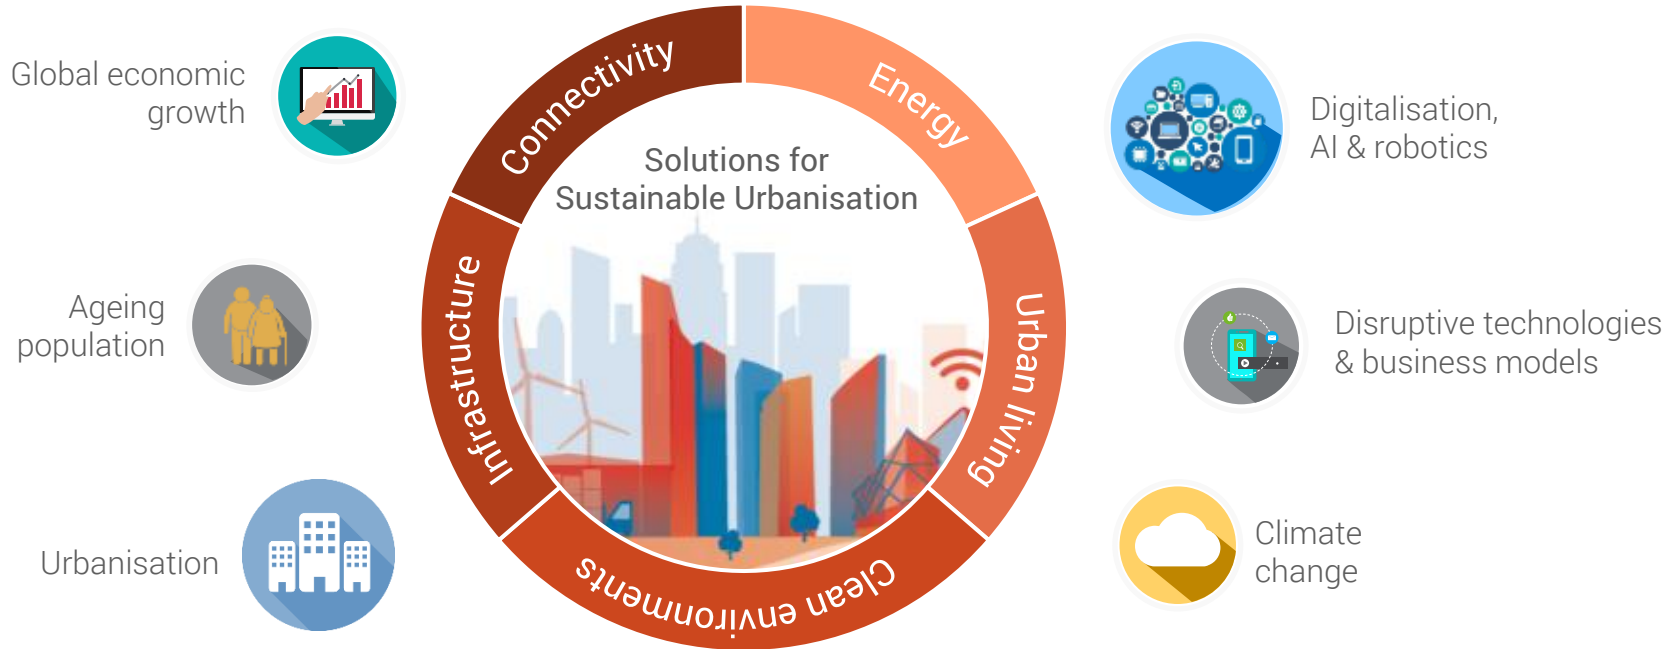 Global economic
growth
Ageing
population
Urbanisation
Connectivity
Energy
Urban living
Clean environments
Infrastructure
Solutions for
Sustainable Urbanisation
Digitalisation,
AI & robotics
Disruptive technologies
& business models
Climate
change